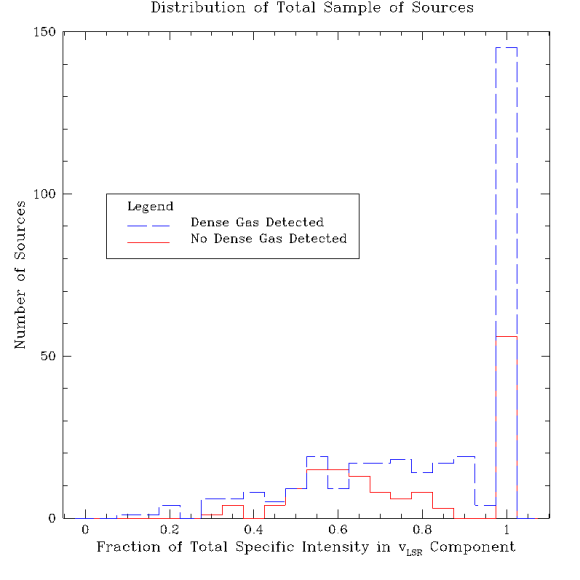 Distribution of Total Sample of Sources
150
100
50
0
Number of Sources
Legend
Dense Gas Detected
No Dense Gas Detected
0 0.2 0.4 0.6 0.8 1
Fraction of Total Specific Intensity in vLSR Component